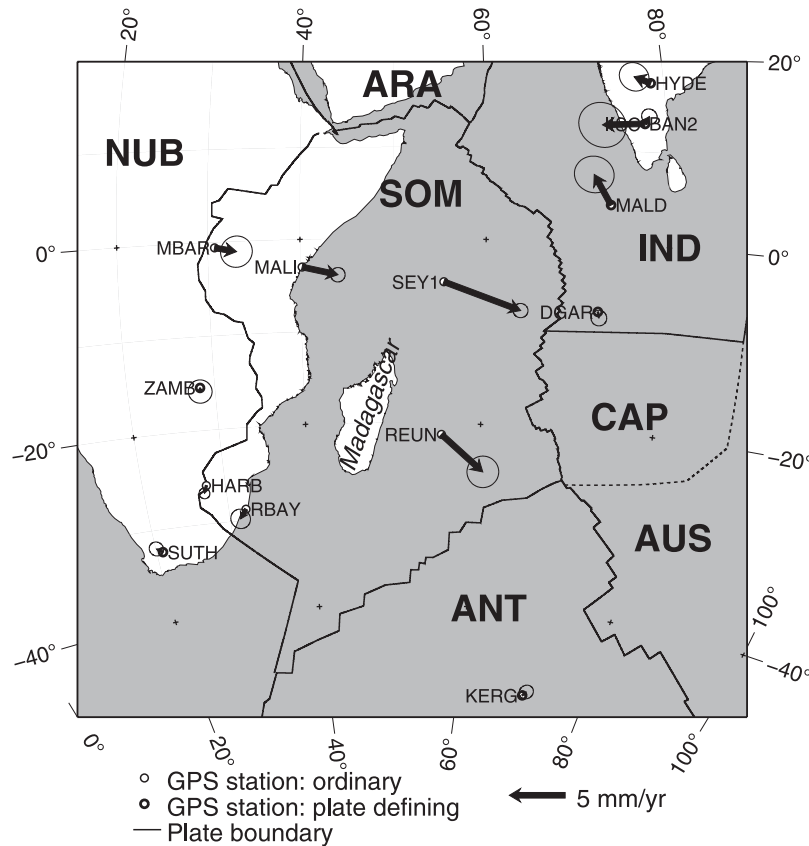 20° 40° 60° 80°
20°
ARA
HYDE
NUB
BAN2
SOM
MALD
MBAR
IND
0°
MALI
SEY1
0°
DGAR
Madagascar
ZAMB
CAP
REUN
−20°
−20°
HARB
RBAY
AUS
SUTH
ANT
100°
−40°
−40°
KERG
0° 20° 40° 60° 80° 100°
GPS station: ordinary
GPS station: plate defining
5 mm/yr
Plate boundary